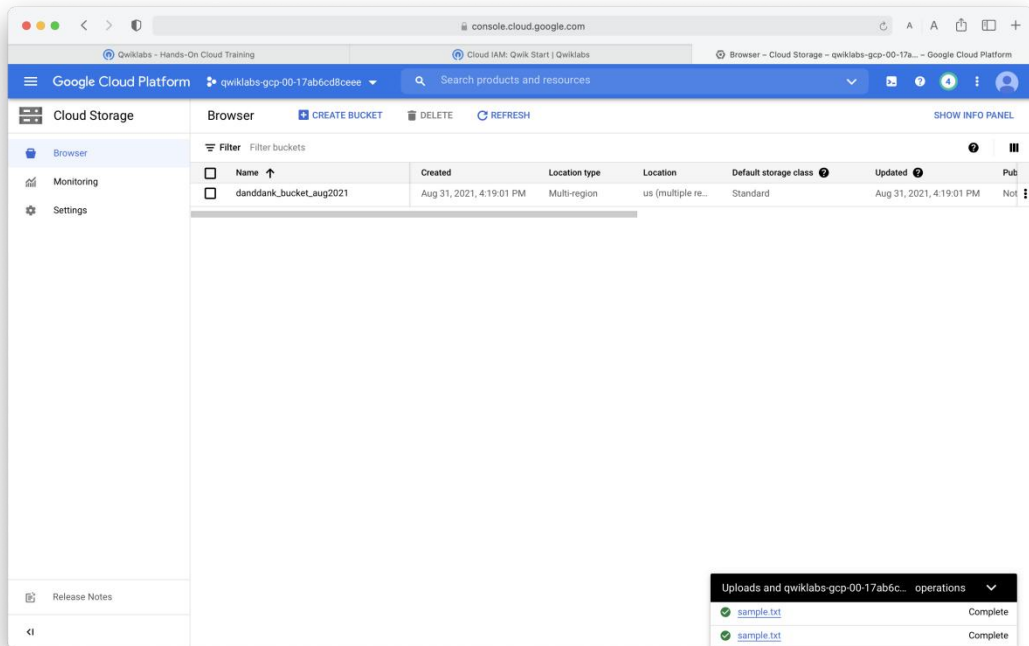 console.cloud.google.com
A A
Qwiklabs - Hands-On Cloud Training
Cloud IAM: Qwik Start | Qwiklabs
Browser – Cloud Storage – qwiklabs-gcp-00-17a... – Google Cloud Platform
Google Cloud Platform qwiklabs-gcp-00-17ab6cd8ceee Search products and resources 4
Cloud Storage Browser CREATE BUCKET DELETE REFRESH SHOW INFO PANEL
Browser
Monitoring
Settings
Filter Filter buckets
Name Created Location type Location Default storage class Updated Pub
danddank_bucket_aug2021 Aug 31, 2021, 4:19:01 PM Multi-region us (multiple re... Standard Aug 31, 2021, 4:19:01 PM Not
Release Notes
Uploads and qwiklabs-gcp-00-17ab6c... operations
sample.txt Complete
sample.txt Complete